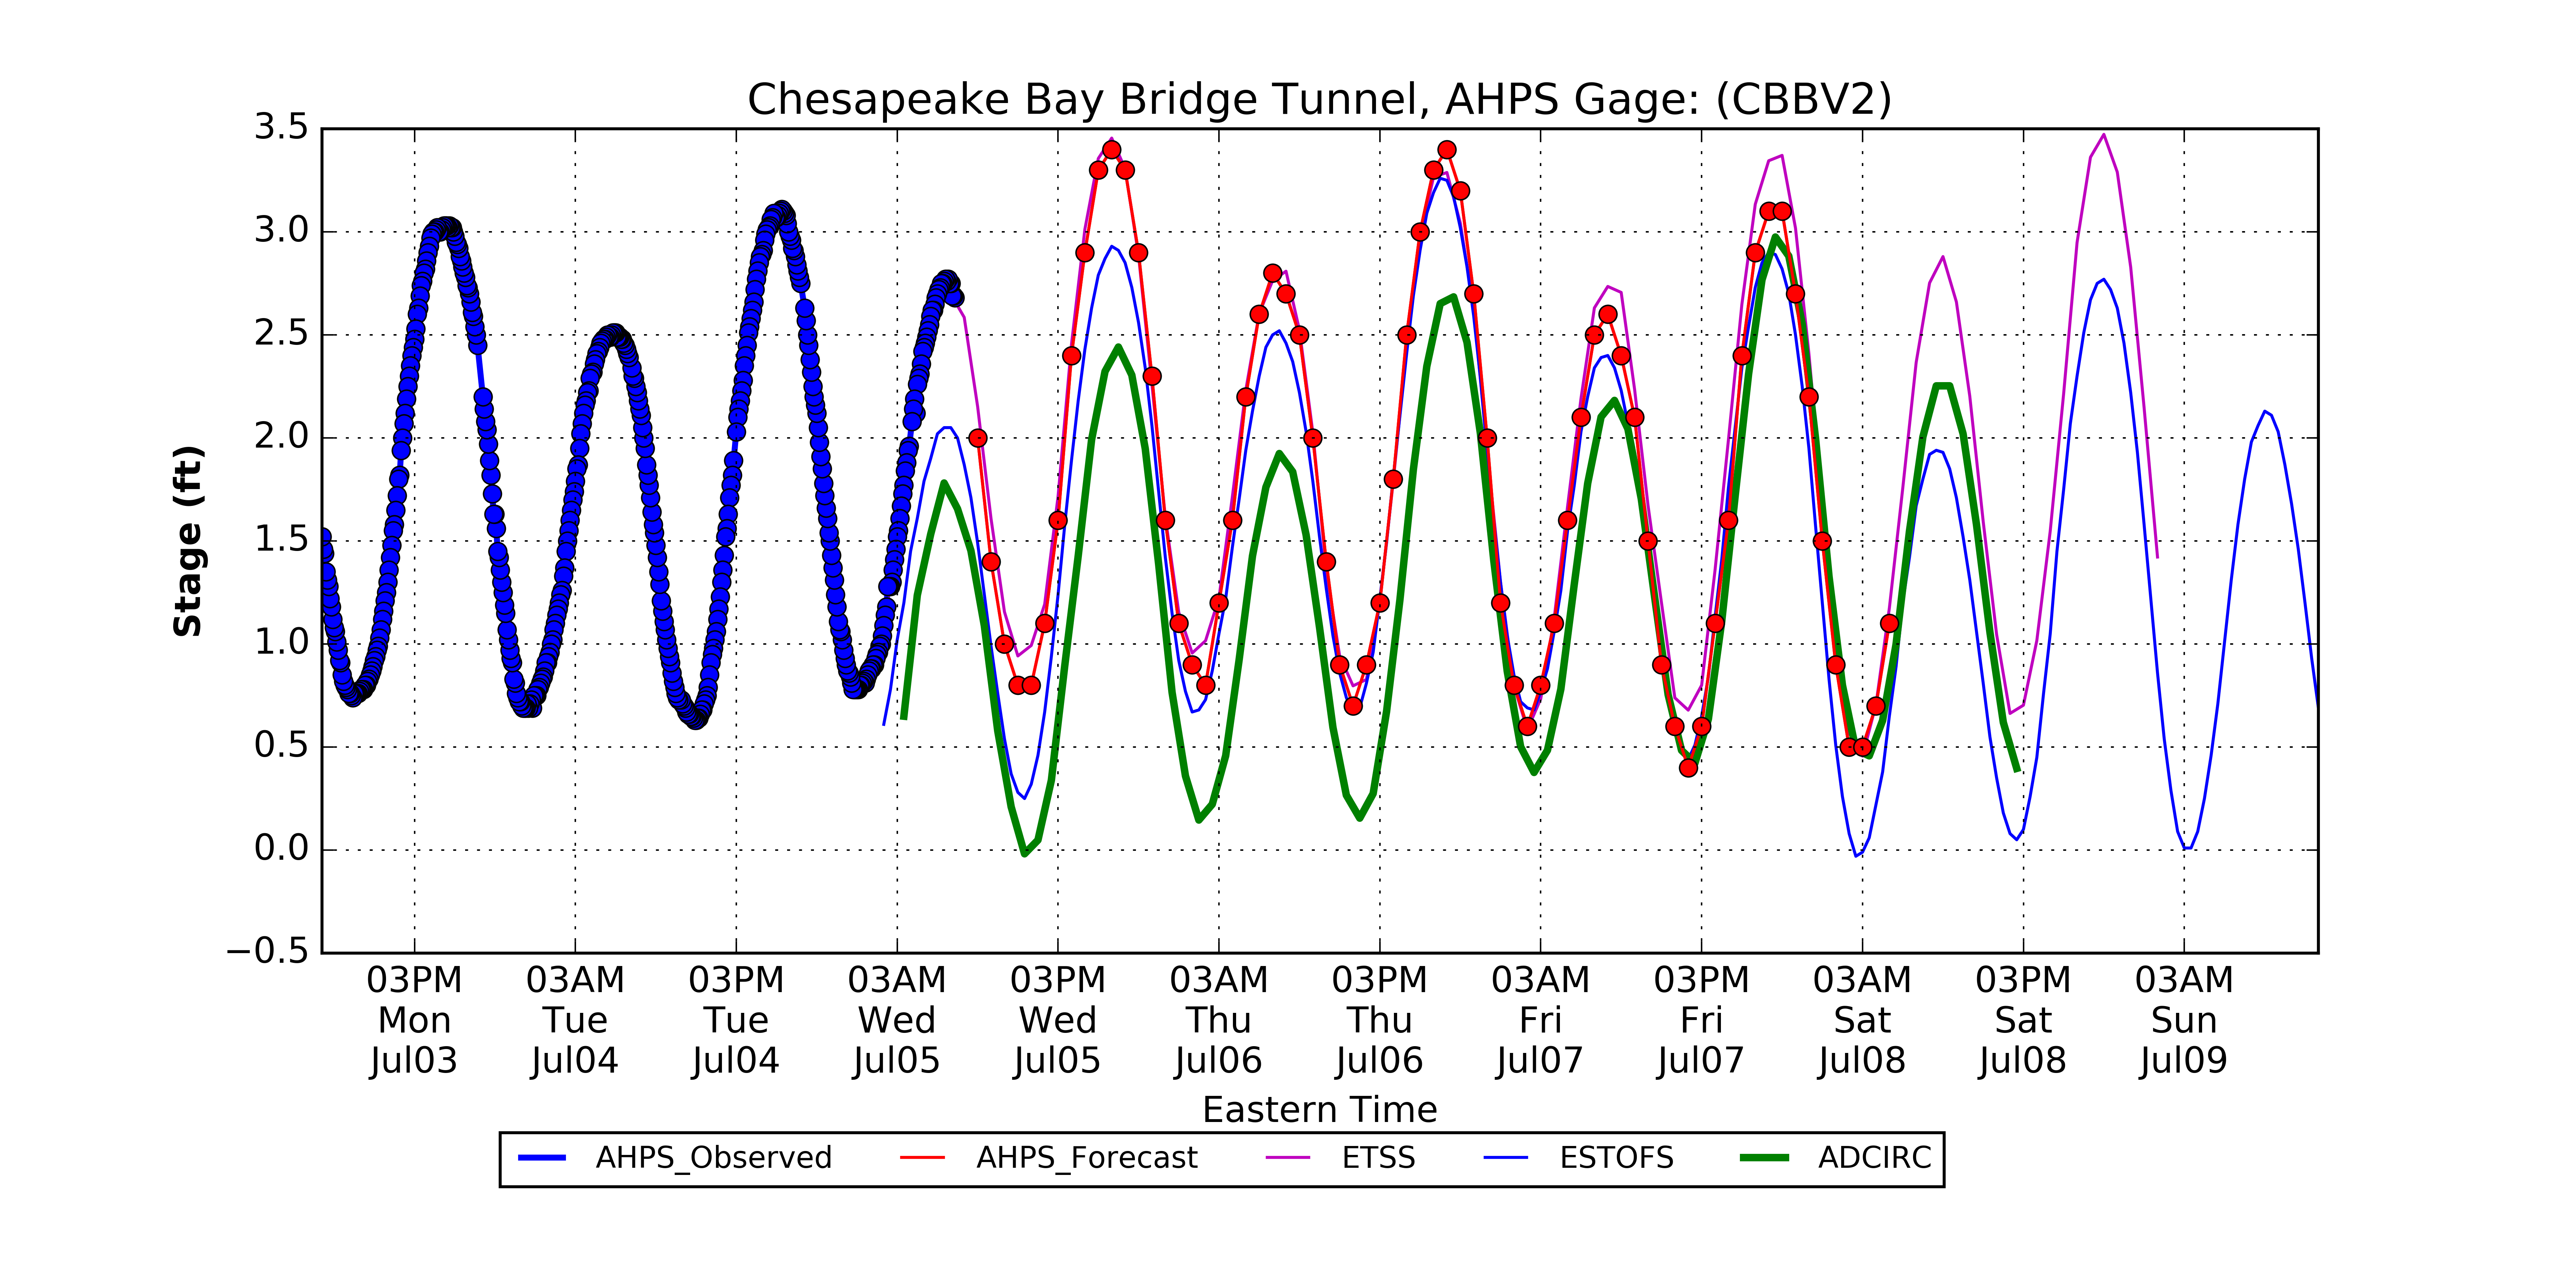 Chesapeake Bay Bridge Tunnel, AHPS Gage: (CBBV2)
3.5
3.0
2.5
2.0
1.5
1.0
0.5
0.0
−0.5
Stage (ft)
03PM 03AM 03PM 03AM 03PM 03AM 03PM 03AM 03PM 03AM 03PM 03AM
Mon Tue Tue Wed Wed Thu Thu Fri Fri Sat Sat Sun
Jul03 Jul04 Jul04 Jul05 Jul05 Jul06 Jul06 Jul07 Jul07 Jul08 Jul08 Jul09
Eastern Time
AHPS_Observed AHPS_Forecast ETSS ESTOFS ADCIRC